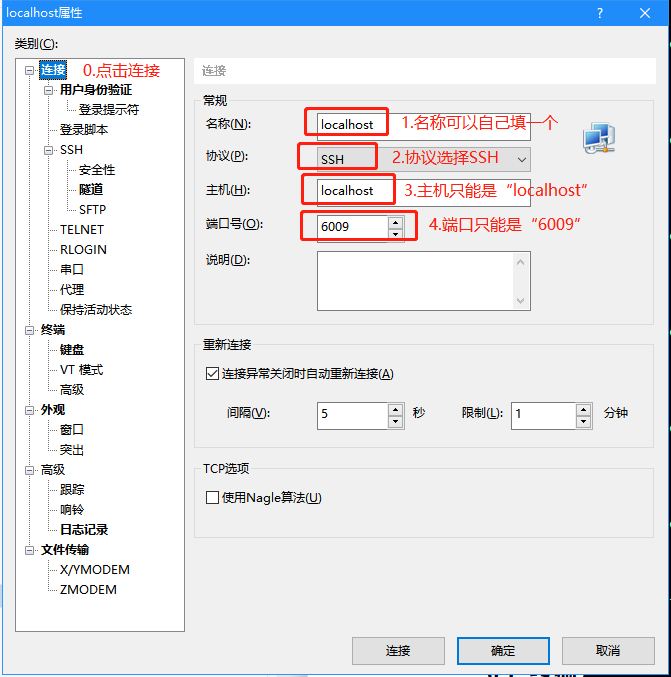 localhost属性
类别(C):
连接 0.点击连接
用户身份验证
登录提示符
登录脚本
SSH
安全性
隧道
SFTP
TELNET
RLOGIN
串口
代理
保持活动状态
终端
键盘
VT 模式
高级
外观
窗口
突出
高级
跟踪
响铃
日志记录
文件传输
X/YMODEM
ZMODEM
连接
常规
名称(N): localhost 1.名称可以自己填一个
协议(P): SSH 2.协议选择SSH
主机(H): localhost 3.主机只能是“localhost”
端口号(O): 6009 4.端口只能是“6009”
说明(D):
重新连接
连接异常关闭时自动重新连接(A)
间隔(V): 5 秒 限制(L): 1 分钟
TCP选项
使用Nagle算法(U)
连接 确定 取消